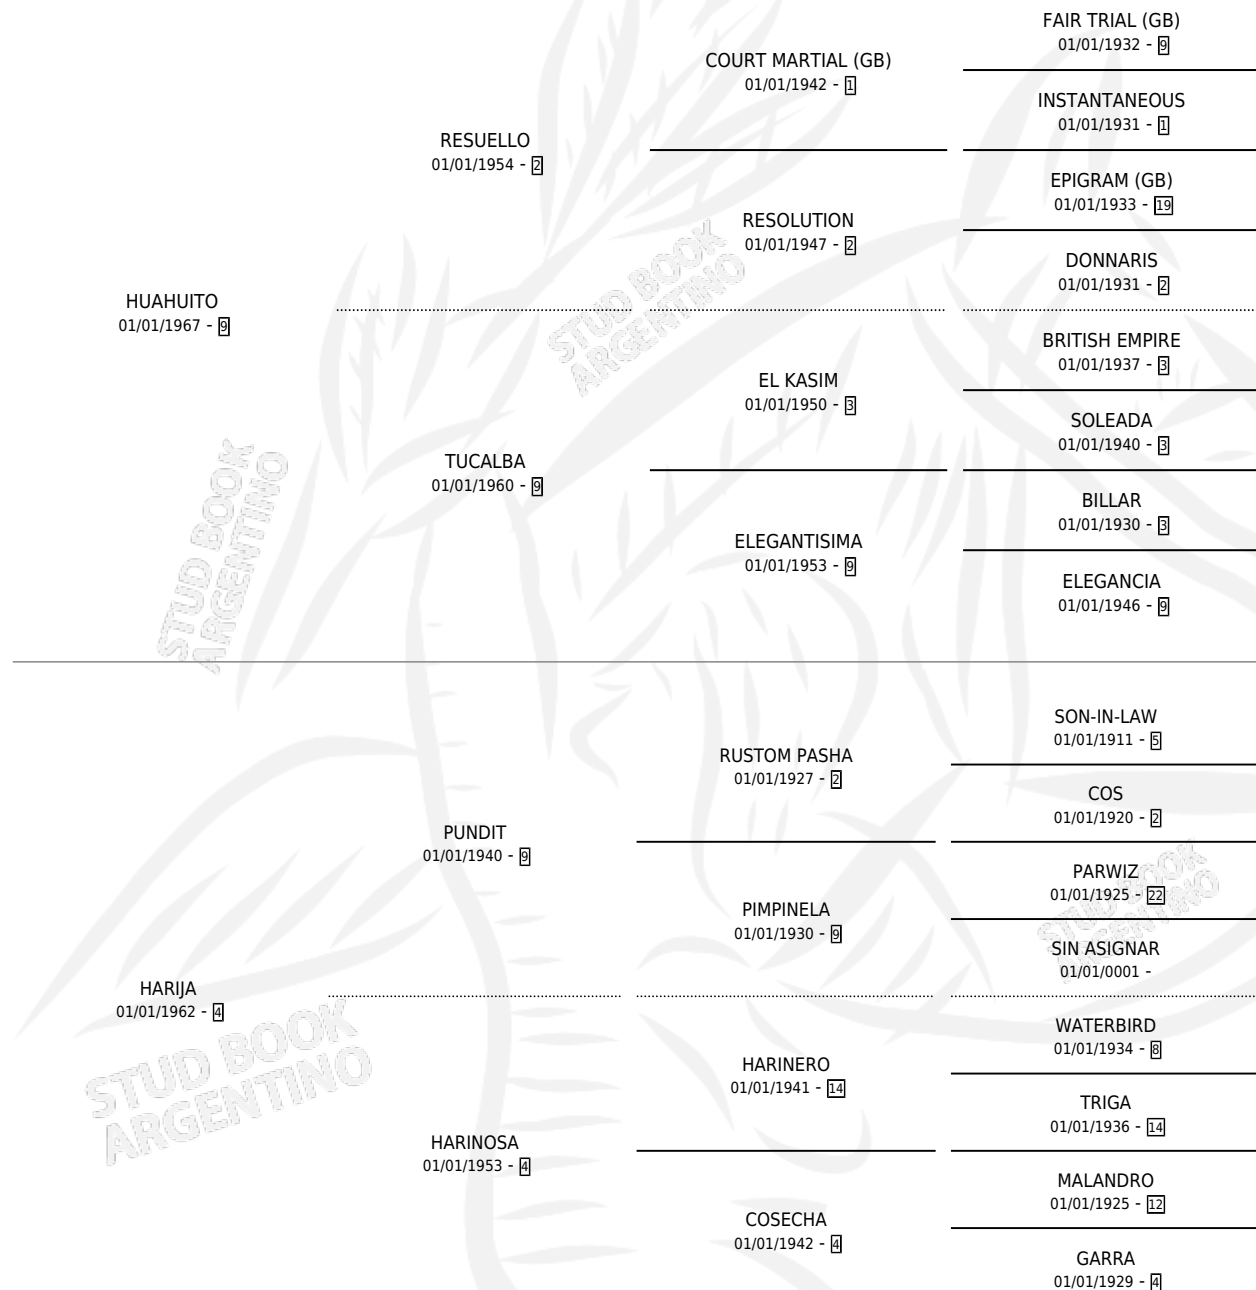 FAIR TRIAL (GB)
01/01/1932 - 9
COURT MARTIAL (GB)
01/01/1942 - 1
INSTANTANEOUS
01/01/1931 - 1
RESUELLO
01/01/1954 - 2
EPIGRAM (GB)
01/01/1933 - 19
RESOLUTION
01/01/1947 - 2
DONNARIS
01/01/1931 - 2
HUAHUITO
01/01/1967 - 9
BRITISH EMPIRE
01/01/1937 - 3
EL KASIM
01/01/1950 - 3
SOLEADA
01/01/1940 - 3
TUCALBA
01/01/1960 - 9
BILLAR
01/01/1930 - 3
ELEGANTISIMA
01/01/1953 - 9
ELEGANCIA
01/01/1946 - 9
SON-IN-LAW
01/01/1911 - 5
RUSTOM PASHA
01/01/1927 - 2
COS
01/01/1920 - 2
PUNDIT
01/01/1940 - 9
PARWIZ
01/01/1925 - 22
PIMPINELA
01/01/1930 - 9
SIN ASIGNAR
01/01/0001 -
HARIJA
01/01/1962 - 4
WATERBIRD
01/01/1934 - 8
HARINERO
01/01/1941 - 14
TRIGA
01/01/1936 - 14
HARINOSA
01/01/1953 - 4
MALANDRO
01/01/1925 - 12
COSECHA
01/01/1942 - 4
GARRA
01/01/1929 - 4
STUD BOOK
ARGENTINO
STUD BOOK
ARGENTINO
STUD BOOK
ARGENTINO
STUD BOOK
ARGENTINO